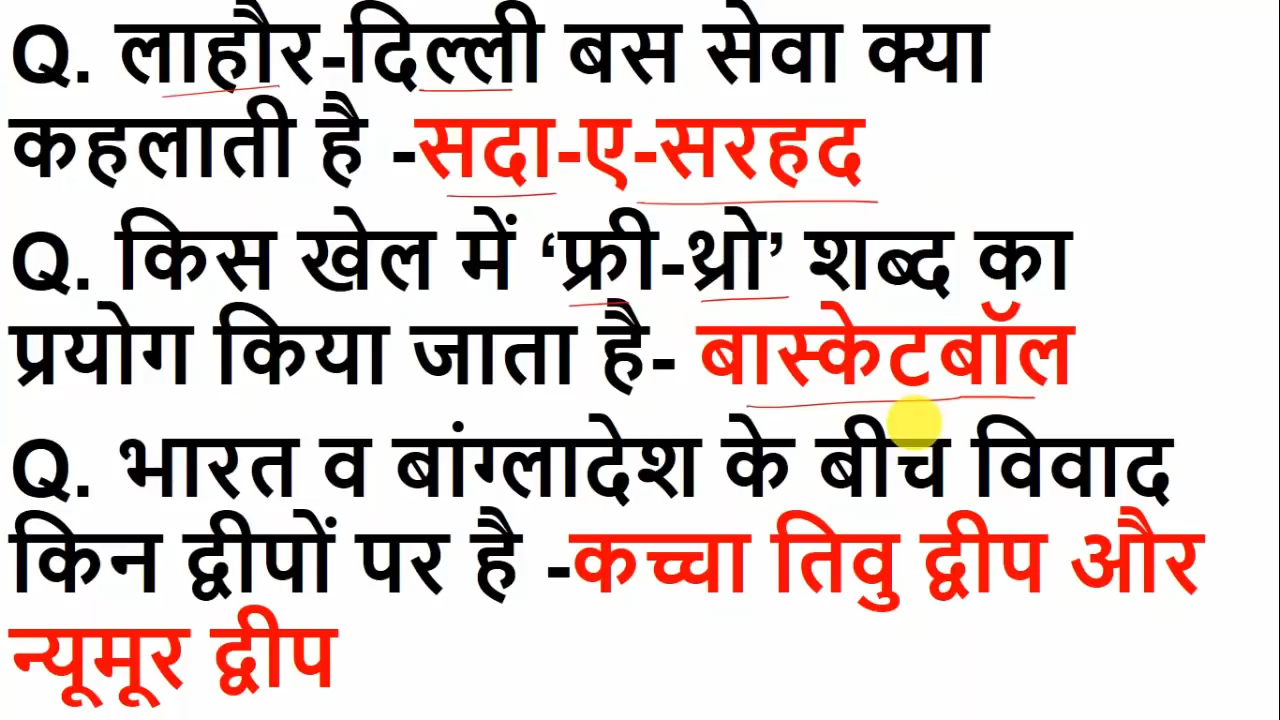 Q. लाहौर-दिल्ली बस सेवा क्या
कहलाती है -सदा-ए-सरहद
Q. किस खेल में ‘फ्री-थ्रो’ शब्द का
प्रयोग किया जाता है- बास्केटबॉल
Q. भारत व बांग्लादेश के बीच विवाद
किन द्वीपों पर है -कच्चा तिवु द्वीप और
न्यूमूर द्वीप